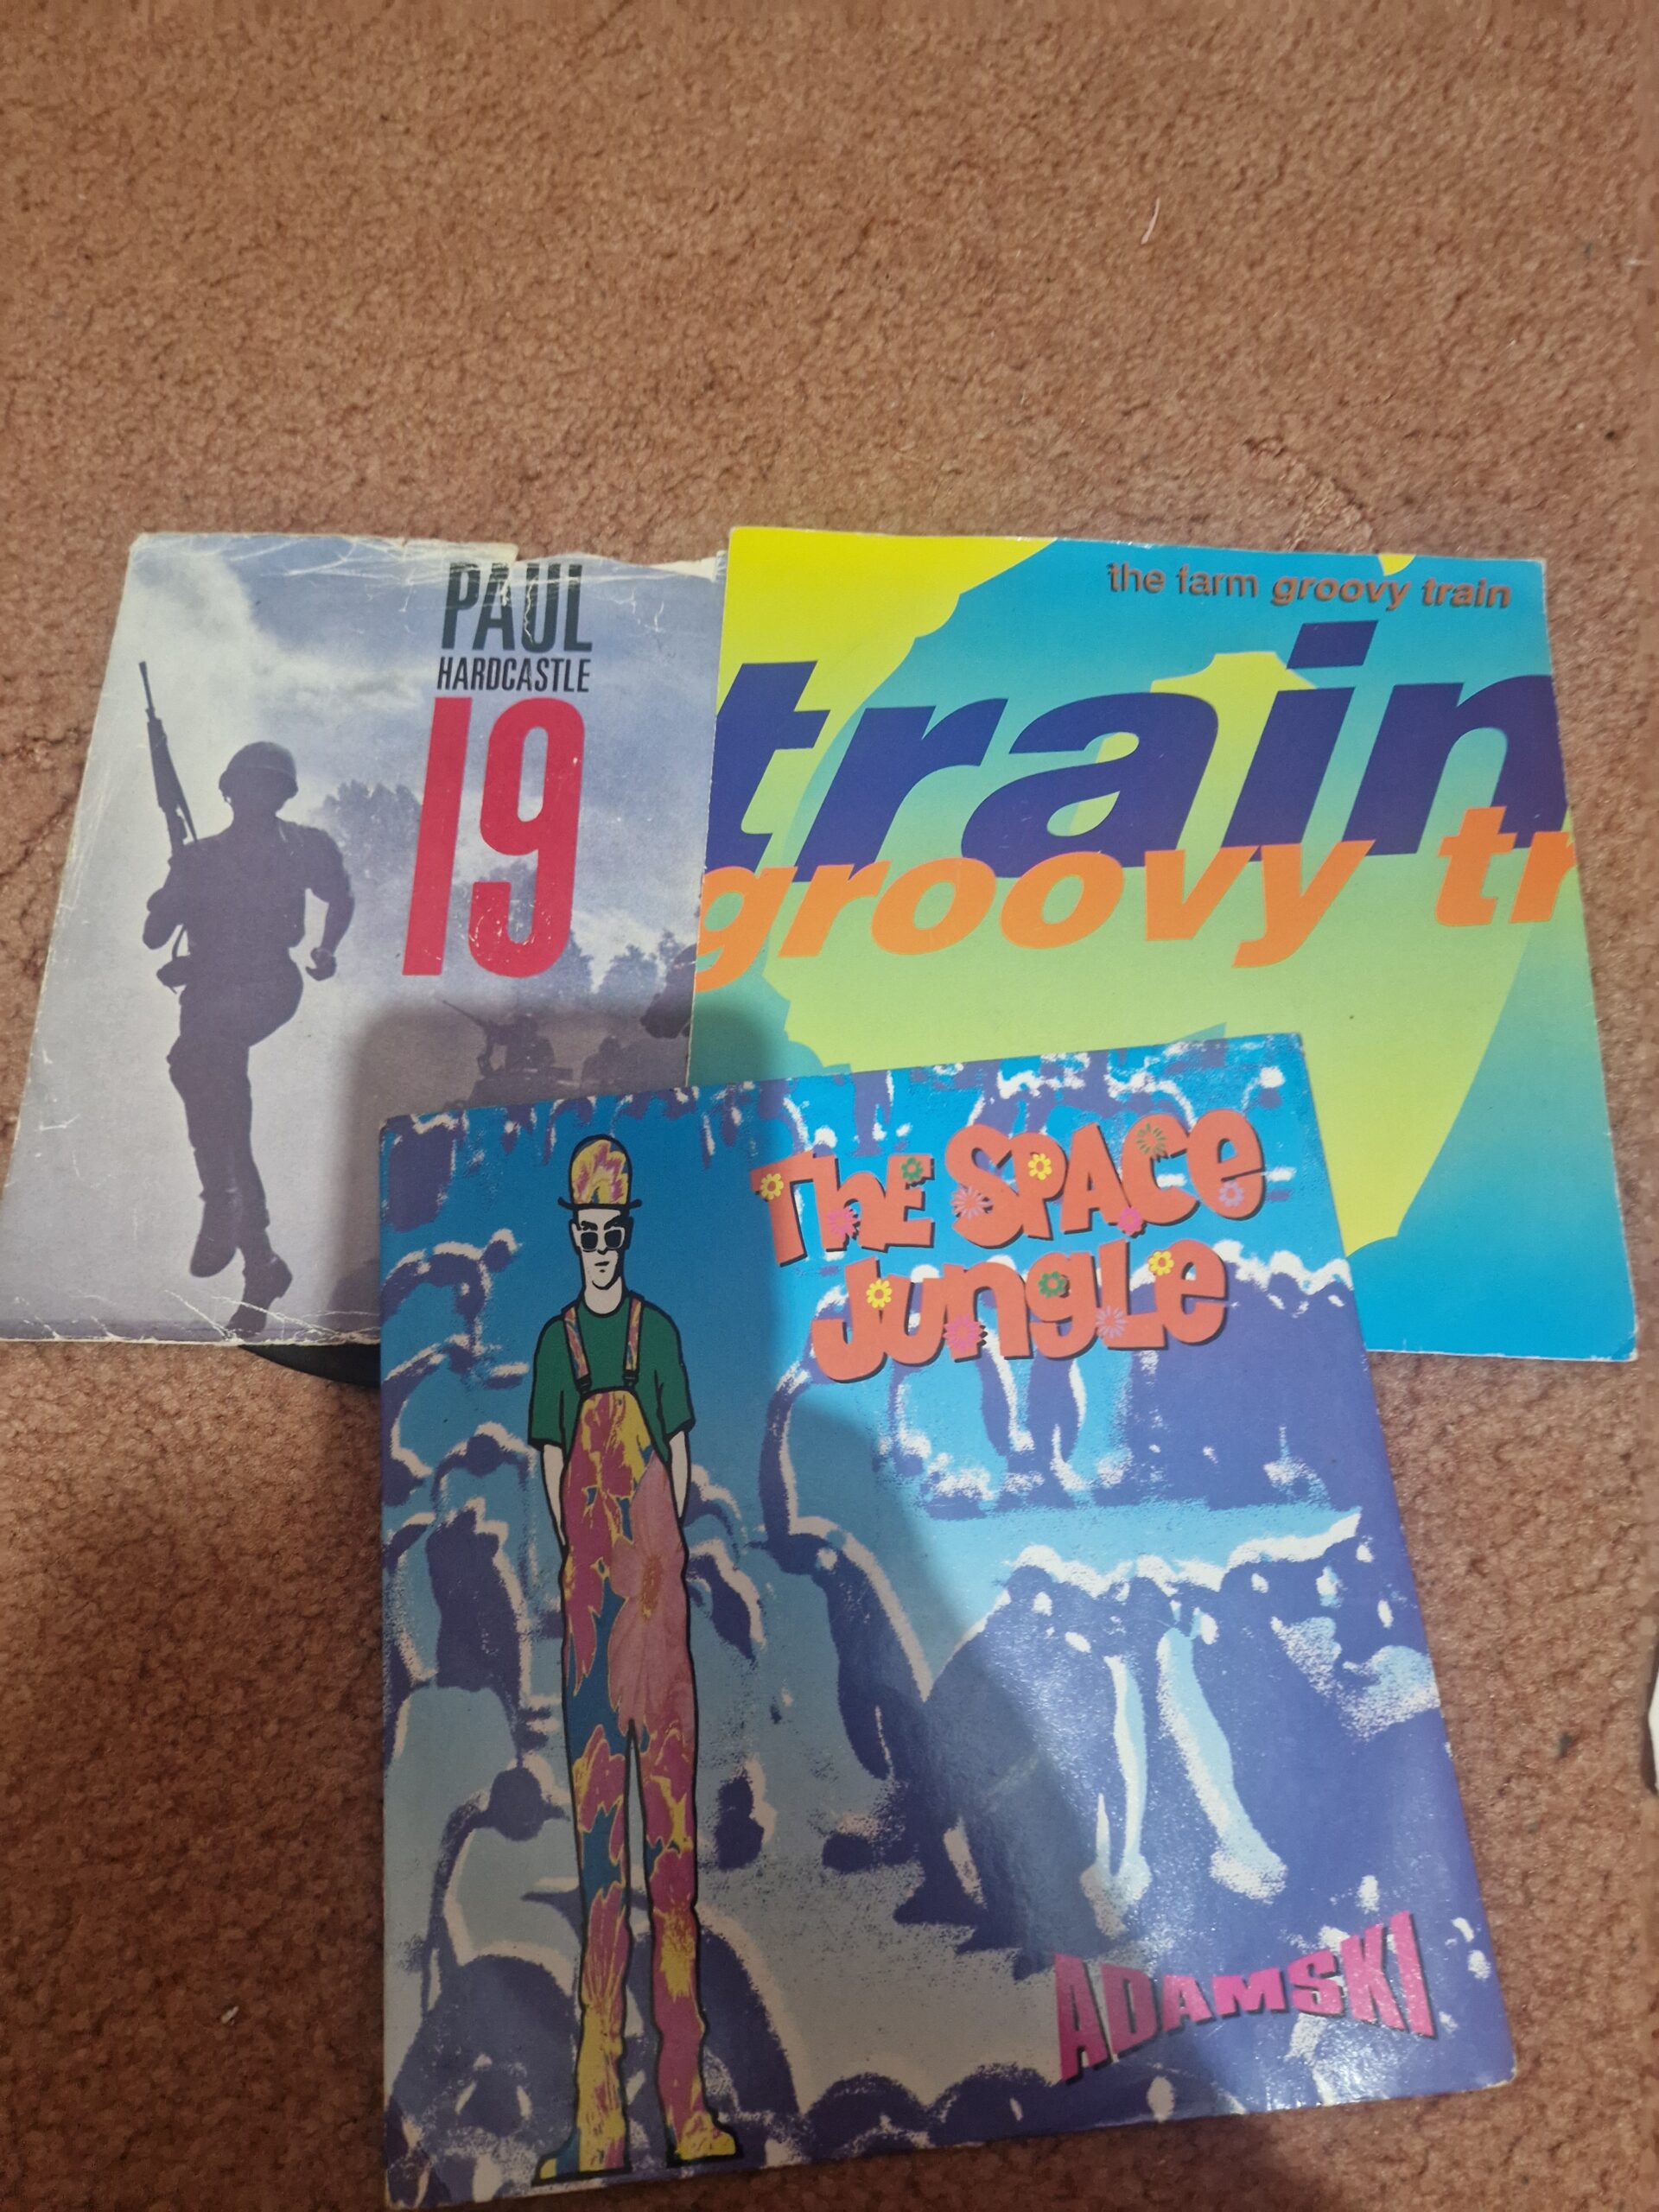 PAUL
HARDCASTLE
19
the farm groovy train
train
groovy tr
ThE SPACe
JungLe
ADAMSKI